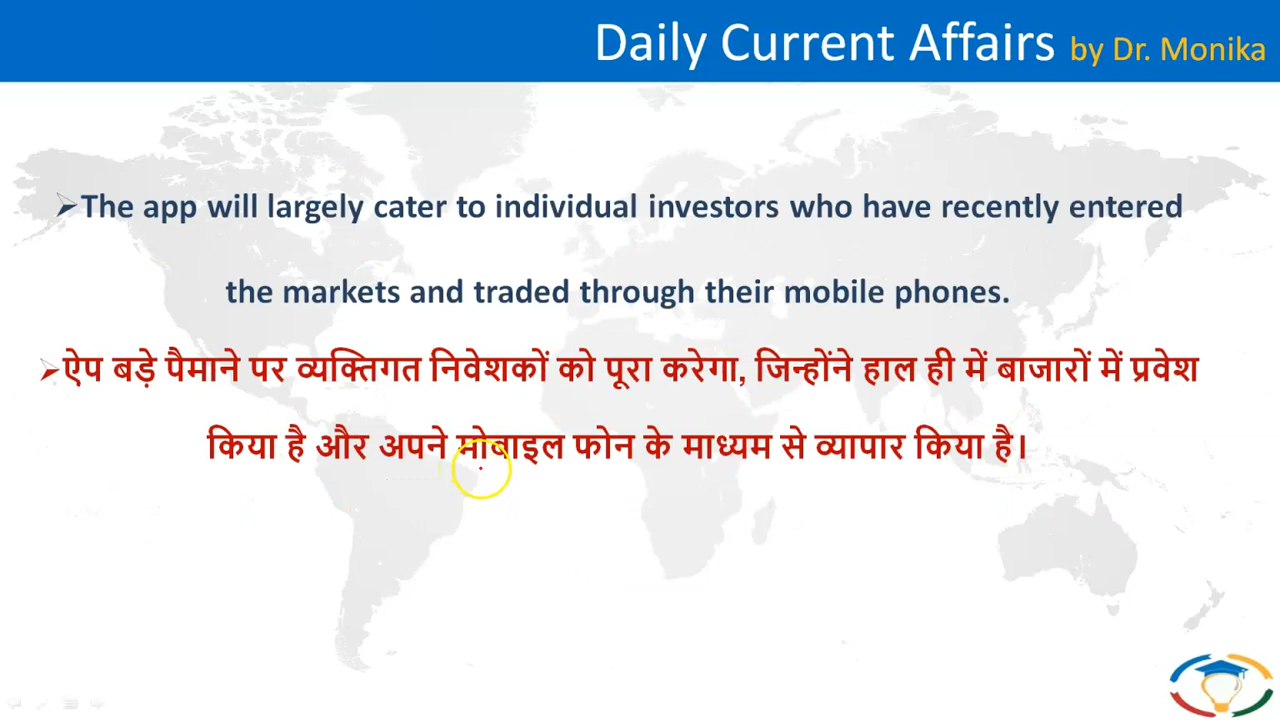 Daily Current Affairs by Dr. Monika
➢The app will largely cater to individual investors who have recently entered
the markets and traded through their mobile phones.
➢ऐप बड़े पैमाने पर व्यक्तिगत निवेशकों को पूरा करेगा, जिन्होंने हाल ही में बाजारों में प्रवेश
किया है और अपने मोबाइल फोन के माध्यम से व्यापार किया है।